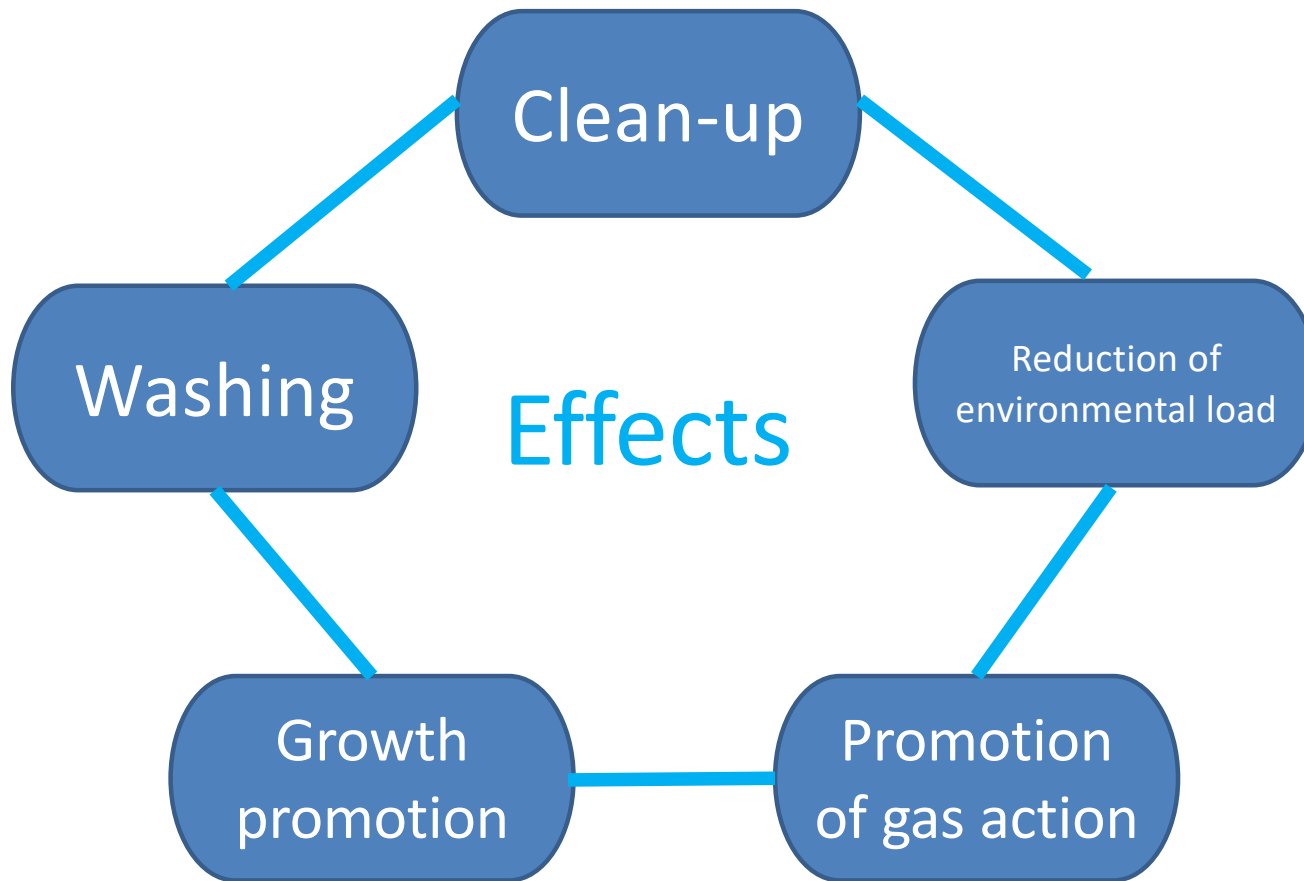 Clean-up
Reduction of
environmental load
Washing
Effects
Growth
promotion
Promotion
of gas action